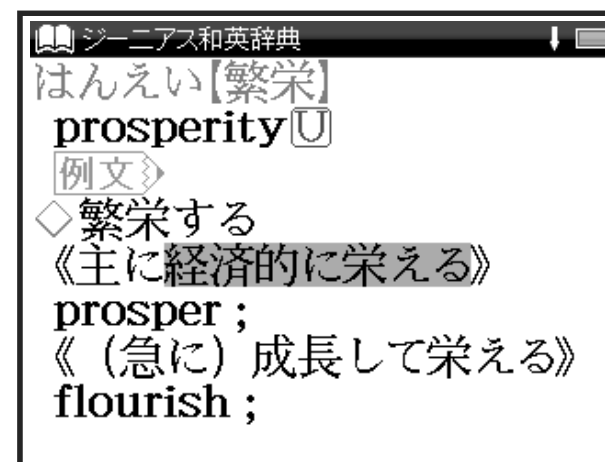 ジーニアス和英辞典
はんえい【繁栄】
prosperity Ⓤ
例文
◇繁栄する
《主に経済的に栄える》
prosper ;
《（急に）成長して栄える》
flourish ;